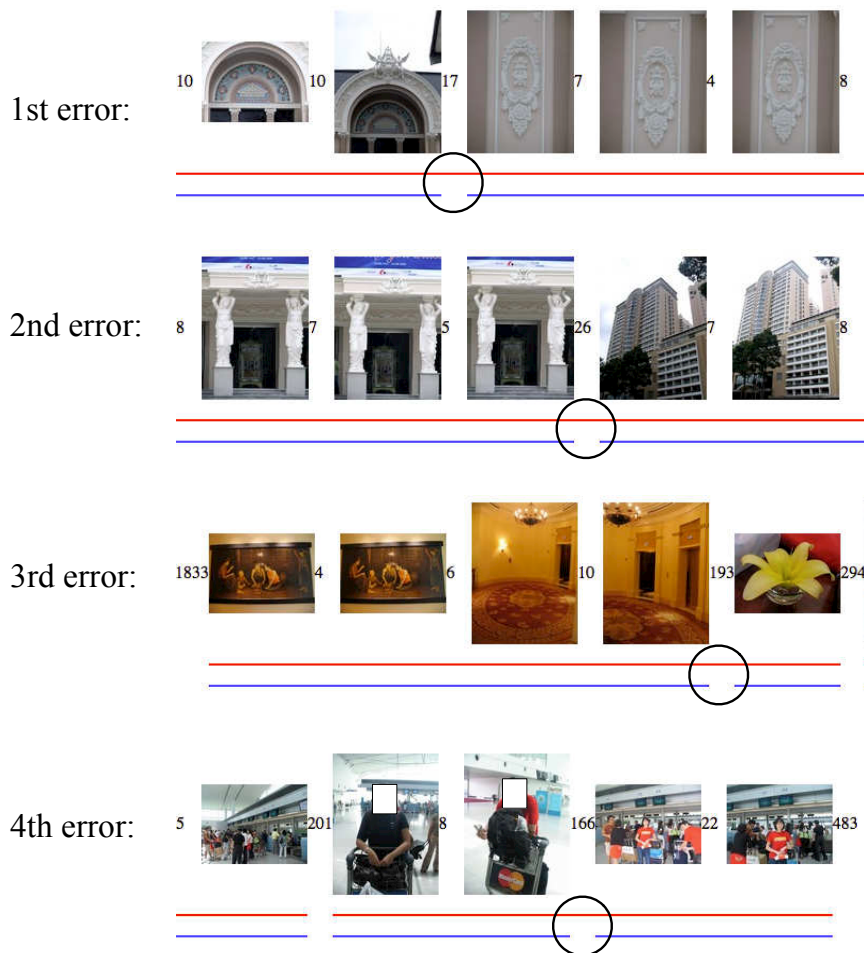 1st error: 10 10 17 7 4 8
2nd error: 8 7 5 26 7 8
3rd error: 1833 4 6 10 193 294
4th error: 5 201 8 166 22 483
MasterCard